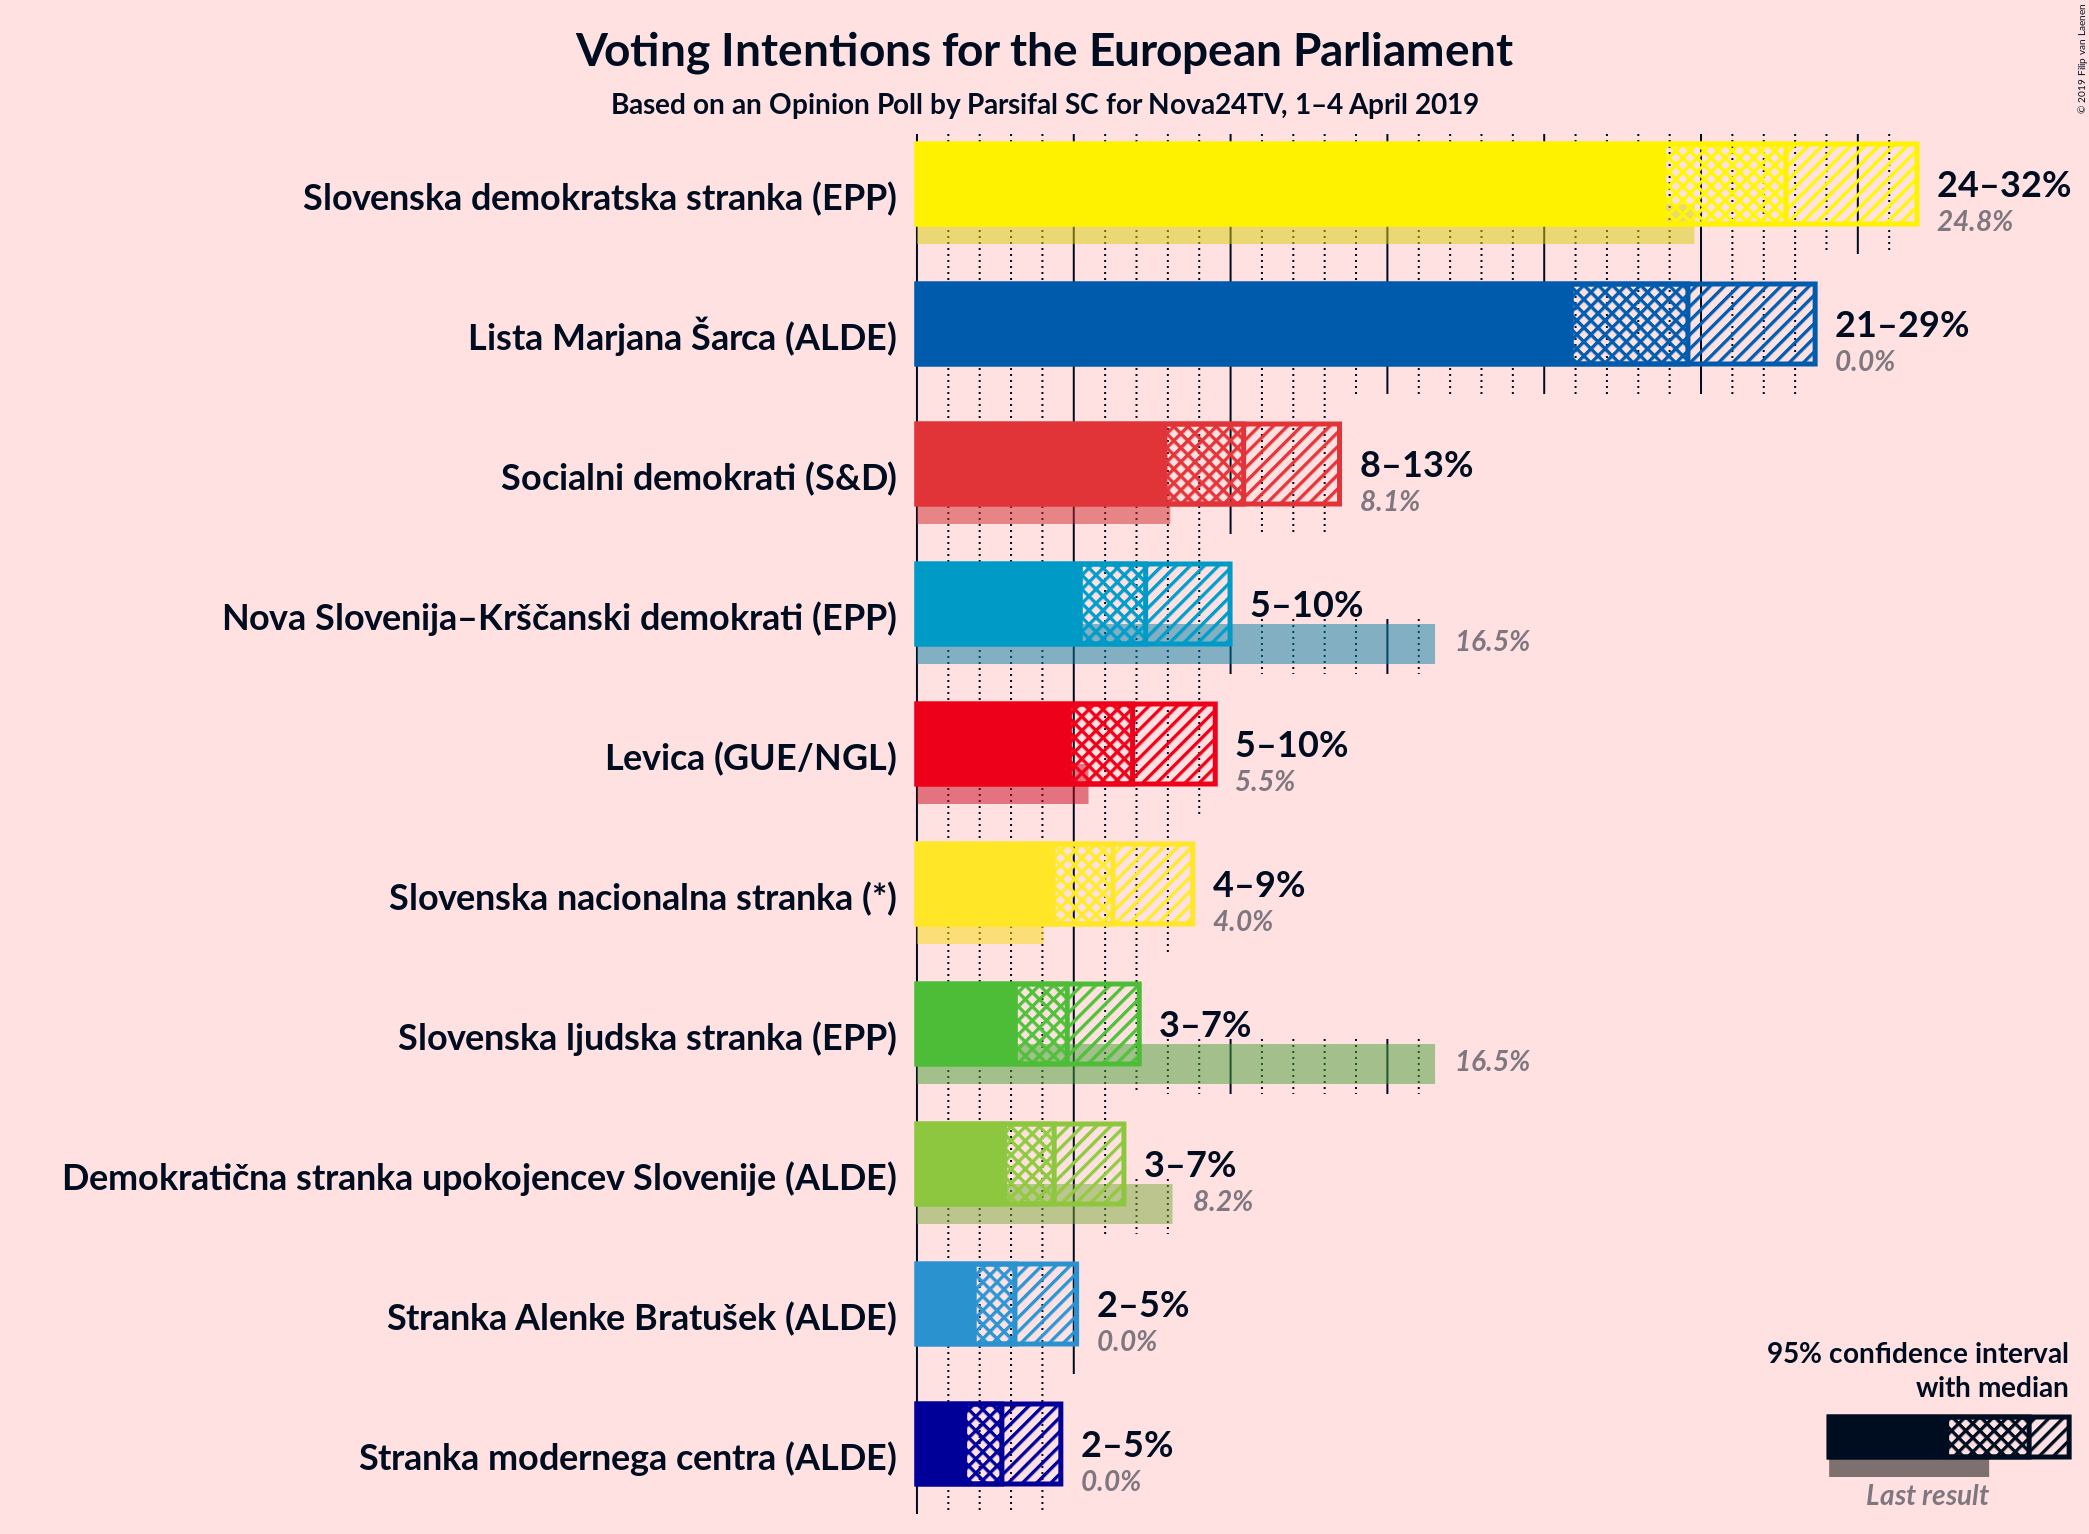 Voting Intentions for the European Parliament
Based on an Opinion Poll by Parsifal SC for Nova24TV, 1–4 April 2019
© 2019 Filip van Laenen
Slovenska demokratska stranka (EPP)
24–32%
24.8%
Lista Marjana Šarca (ALDE)
21–29%
0.0%
Socialni demokrati (S&D)
8–13%
8.1%
Nova Slovenija–Krščanski demokrati (EPP)
5–10%
16.5%
Levica (GUE/NGL)
5–10%
5.5%
Slovenska nacionalna stranka (*)
4–9%
4.0%
Slovenska ljudska stranka (EPP)
3–7%
16.5%
Demokratična stranka upokojencev Slovenije (ALDE)
3–7%
8.2%
Stranka Alenke Bratušek (ALDE)
2–5%
0.0%
Stranka modernega centra (ALDE)
2–5%
0.0%
95% confidence interval
with median
Last result